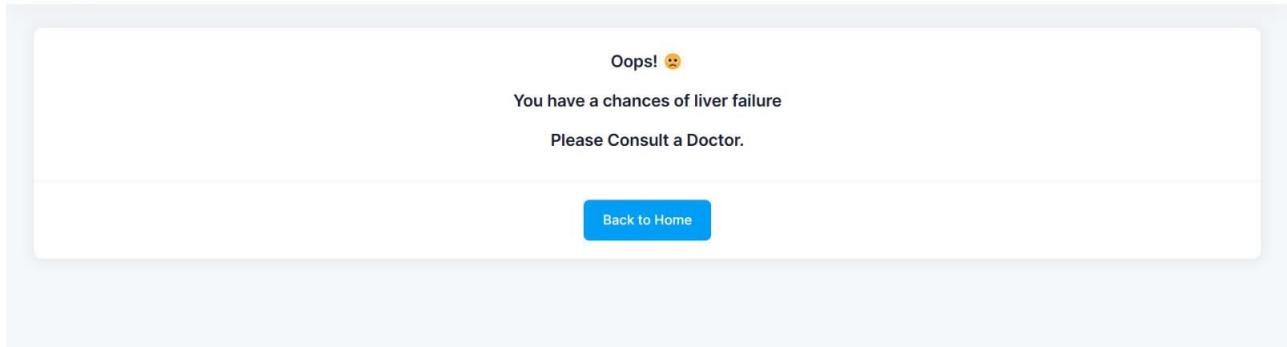 Oops! 🙁
You have a chances of liver failure
Please Consult a Doctor.
Back to Home